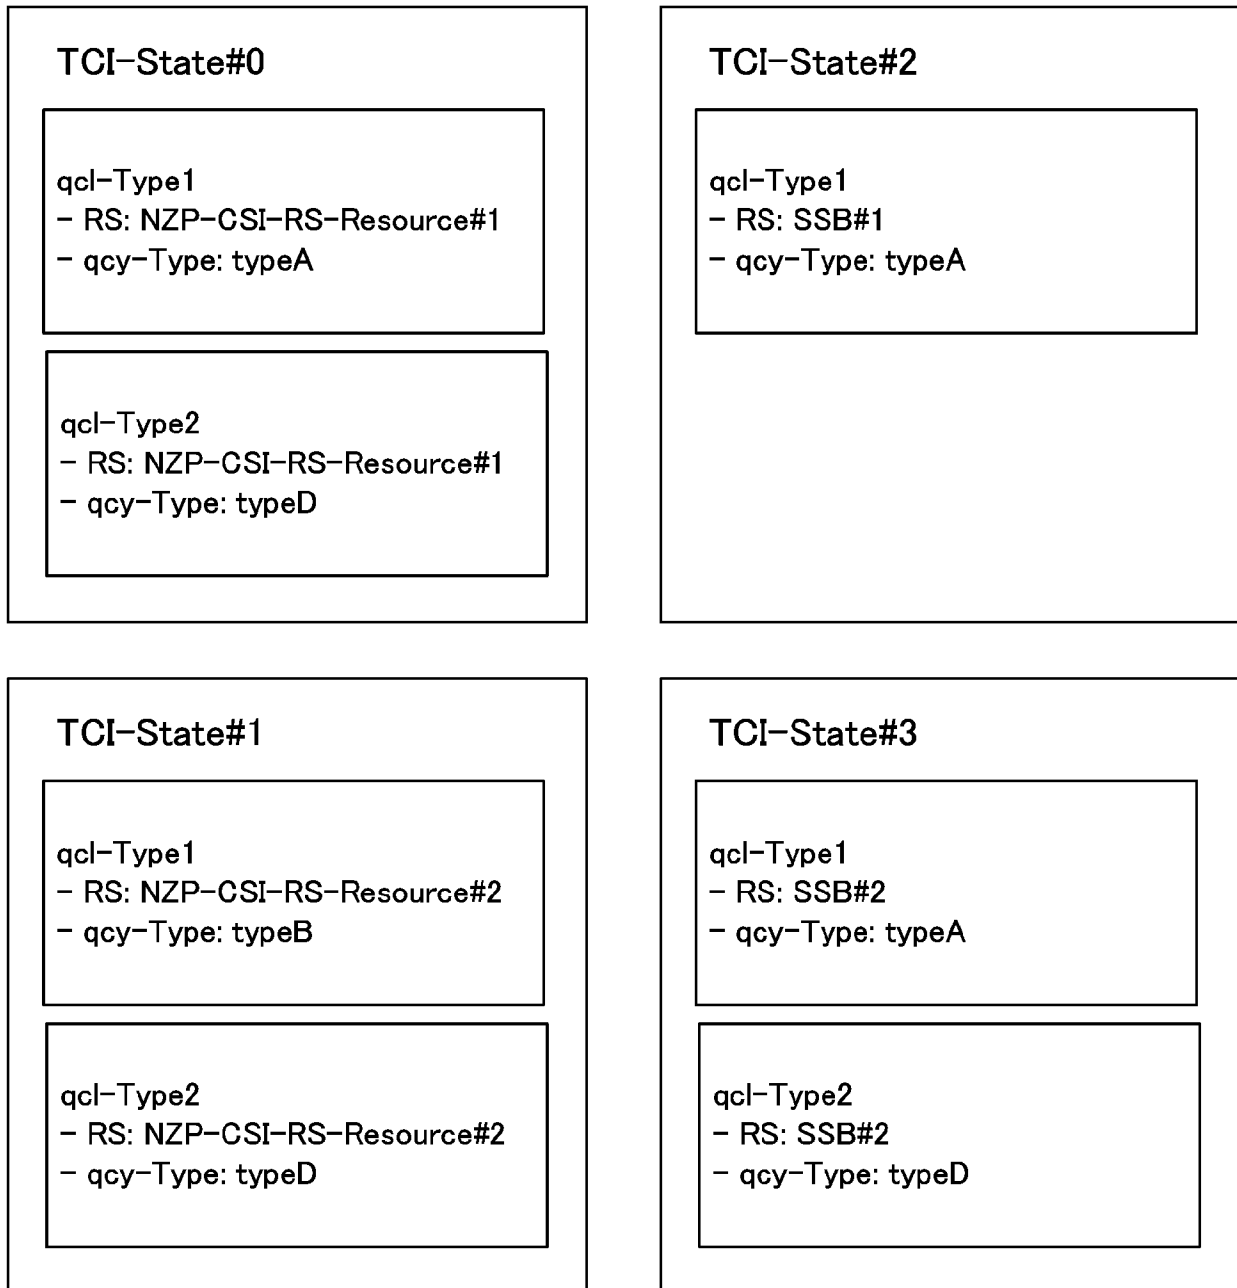 TCI-State#0
qcl-Type1
- RS: NZP-CSI-RS-Resource#1
- qcy-Type: typeA
qcl-Type2
- RS: NZP-CSI-RS-Resource#1
- qcy-Type: typeD
TCI-State#2
qcl-Type1
- RS: SSB#1
- qcy-Type: typeA
TCI-State#1
qcl-Type1
- RS: NZP-CSI-RS-Resource#2
- qcy-Type: typeB
qcl-Type2
- RS: NZP-CSI-RS-Resource#2
- qcy-Type: typeD
TCI-State#3
qcl-Type1
- RS: SSB#2
- qcy-Type: typeA
qcl-Type2
- RS: SSB#2
- qcy-Type: typeD